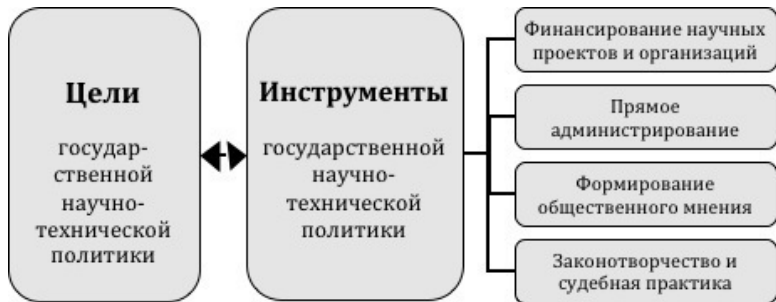 Цели
государ-
ственной
научно-
технической
политики
Инструменты
государственной
научно-
технической
политики
Финансирование научных
проектов и организаций
Прямое
администрирование
Формирование
общественного мнения
Законотворчество и
судебная практика